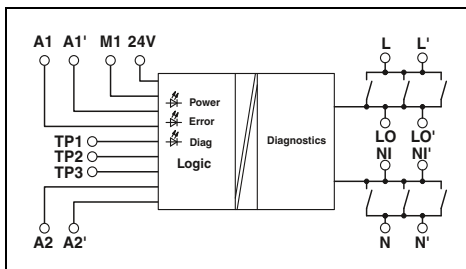 A1 A1' M1 24V L L'
Power
Error
TP1 Diag Diagnostics LO LO'
TP2 NI NI'
TP3 Logic
A2 A2' N N'